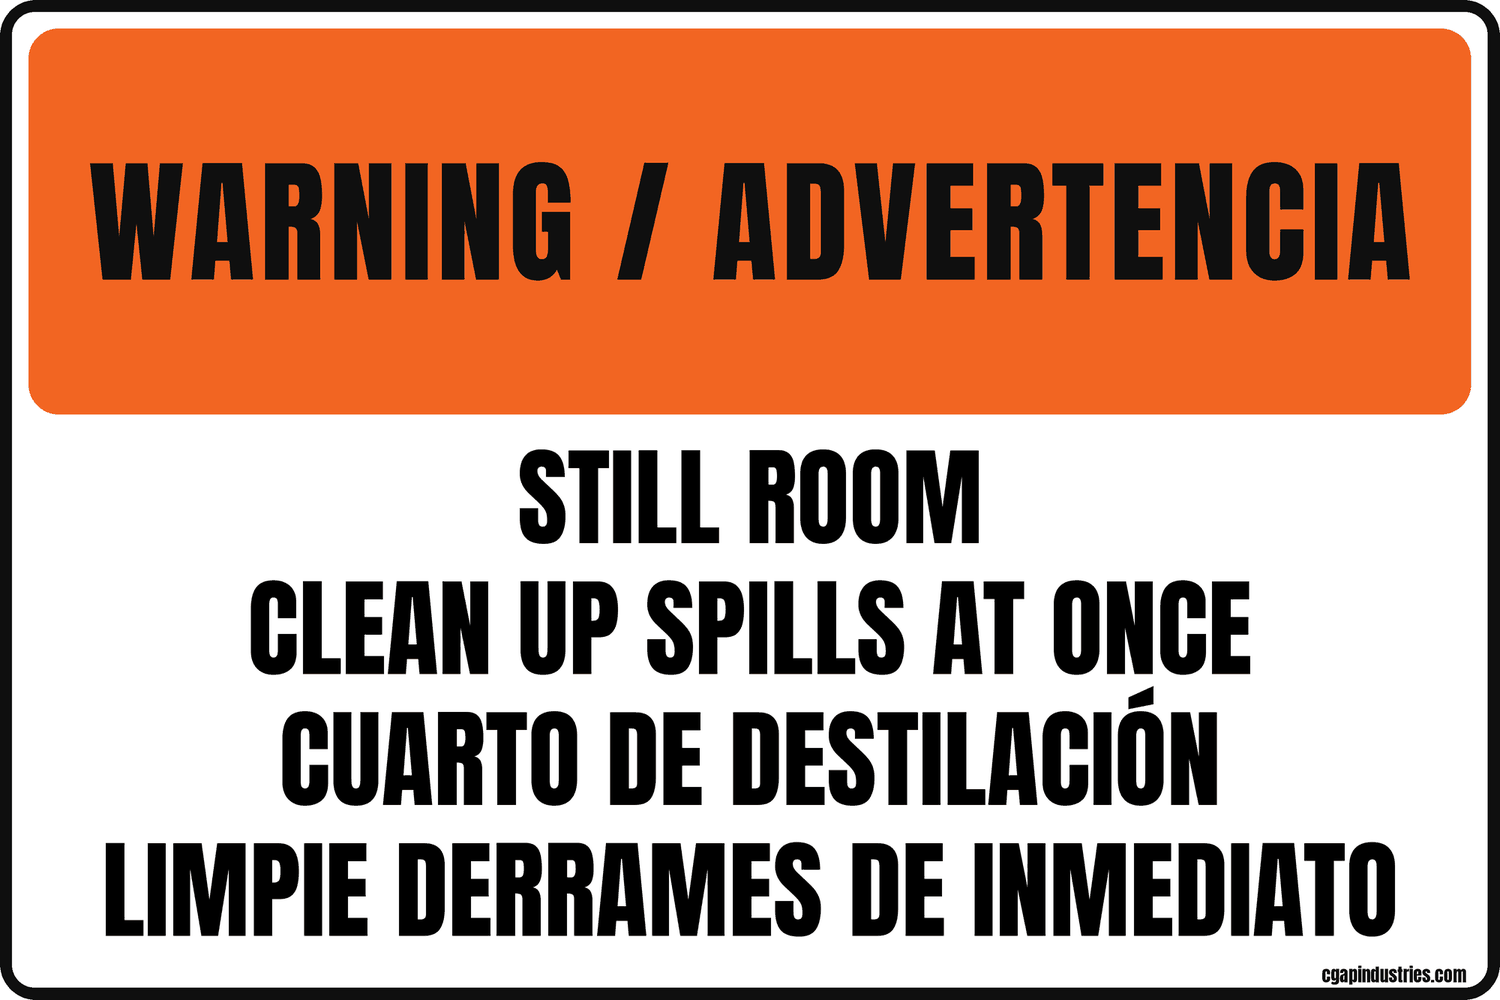 WARNING / ADVERTENCIA
STILL ROOM
CLEAN UP SPILLS AT ONCE
CUARTO DE DESTILACIÓN
LIMPIE DERRAMES DE INMEDIATO
cgapindustries.com